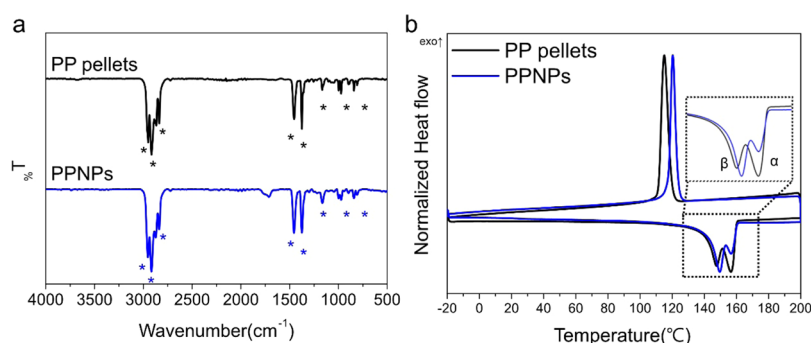 a
PP pellets
* * * * * * * *
PPNPs
* * * * * * * *
%T
4000 3500 3000 2500 2000 1500 1000 500
Wavenumber(cm⁻¹)
b
exo↑
PP pellets
PPNPs
β α
Normalized Heat flow
-20 0 20 40 60 80 100 120 140 160 180 200
Temperature(℃)